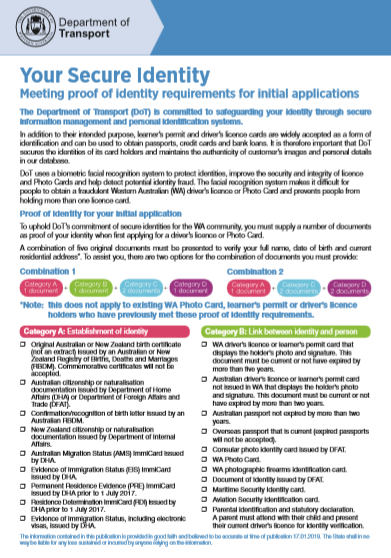 Department of
Transport
Your Secure Identity
Meeting proof of identity requirements for initial applications
The Department of Transport (DoT) is committed to safeguarding your identity through secure
information management and personal identification systems.
In addition to their intended purpose, learner's permit and driver's licence cards are widely accepted as a form of
identification and can be used to obtain passports, credit cards and bank loans. It is therefore important that DoT
secures the identities of its card holders and maintains the authenticity of customer's images and personal details
in our database.
DoT uses a biometric facial recognition system to protect identities, improve the security and integrity of licence
and Photo Cards and help detect potential identity fraud. The facial recognition system makes it difficult for
people to obtain a fraudulent Western Australian (WA) driver's licence or Photo Card and prevents people from
holding more than one licence card.
Proof of identity for your initial application
To uphold DoT's commitment of secure identities for the WA community, you must supply a number of documents
as proof of your identity when first applying for a driver's licence or Photo Card.
A combination of five original documents must be presented to verify your full name, date of birth and current
residential address*. To assist you, there are two options for the combination of documents you must provide:
Combination 1
Combination 2
Category A
1 document
+
Category B
1 document
+
Category C
2 documents
+
Category D
1 document
Category A
1 document
+
Category C
2 documents
+
Category D
2 documents
*Note: this does not apply to existing WA Photo Card, learner's permit or driver's licence
holders who have previously met these proof of identity requirements.
Category A: Establishment of identity
❑ Original Australian or New Zealand birth certificate
(not an extract) issued by an Australian or New
Zealand Registry of Births, Deaths and Marriages
(RBDM). Commemorative certificates will not be
accepted.
❑ Australian citizenship or naturalisation
documentation issued by Department of Home
Affairs (DHA) or Department of Foreign Affairs and
Trade (DFAT).
❑ Confirmation/recognition of birth letter issued by an
Australian RBDM.
❑ New Zealand citizenship or naturalisation
documentation issued by Department of Internal
Affairs.
❑ Australian Migration Status (AMS) ImmiCard issued
by DHA.
❑ Evidence of Immigration Status (EIS) ImmiCard
issued by DHA.
❑ Permanent Residence Evidence (PRE) ImmiCard
issued by DHA prior to 1 July 2017.
❑ Residence Determination ImmiCard (RDI) issued by
DHA prior to 1 July 2017.
❑ Evidence of Immigration Status, including electronic
visas, issued by DHA.
Category B: Link between identity and person
❑ WA driver's licence or learner's permit card that
displays the holder's photo and signature. This
document must be current or not have expired by
more than five years.
❑ Australian driver's licence or learner's permit card
not issued in WA that displays the holder's photo
and signature. This document must be current or not
have expired by more than two years.
❑ Australian passport not expired by more than two
years.
❑ Overseas passport that is current (expired passports
will not be accepted).
❑ Consular photo identity card issued by DFAT.
❑ WA Photo Card.
❑ WA photographic firearms identification card.
❑ Document of Identity issued by DFAT.
❑ Maritime Security identity card.
❑ Aviation Security identification card.
❑ Parental identification and statutory declaration.
A parent must attend with their child and present
their current driver's licence for identity verification.
The information contained in this publication is provided in good faith and believed to be accurate at time of publication 17.01.2019. The State shall in no
way be liable for any loss sustained or incurred by anyone relying on the information.